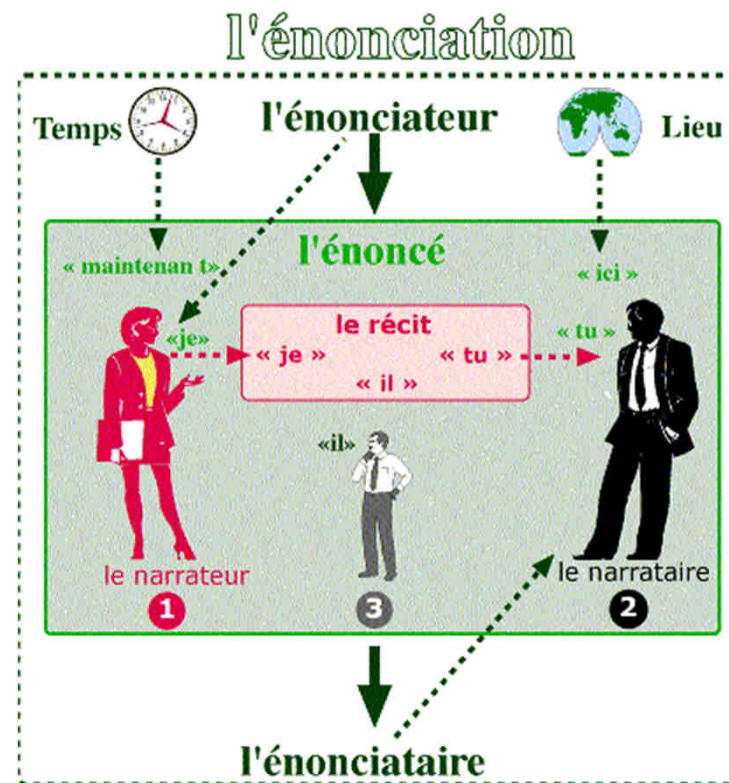 l'énonciation
Temps
l'énonciateur
Lieu
l'énoncé
« maintenan t»
« ici »
«je»
le récit
« je »
« tu »
« il »
« tu »
«il»
le narrateur
le narrataire
1
3
2
l'énonciataire